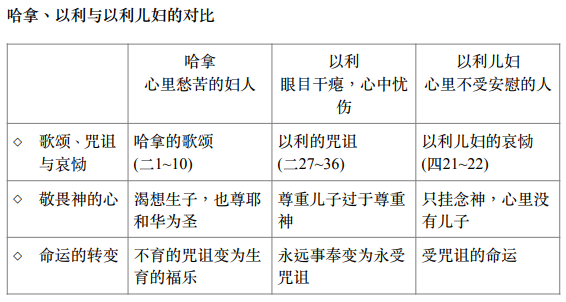 哈拿、以利与以利儿妇的对比
哈拿
心里愁苦的妇人
以利
眼目干瘪，心中忧
伤
以利儿妇
心里不受安慰的人
◇ 歌颂、咒诅
与哀恸
哈拿的歌颂
(二1~10)
以利的咒诅
(二27~36)
以利儿妇的哀恸
(四21~22)
◇ 敬畏神的心
渴想生子，也尊耶
和华为圣
尊重儿子过于尊重
神
只挂念神，心里没
有儿子
◇ 命运的转变
不育的咒诅变为生
育的福乐
永远事奉变为永受
咒诅
受咒诅的命运